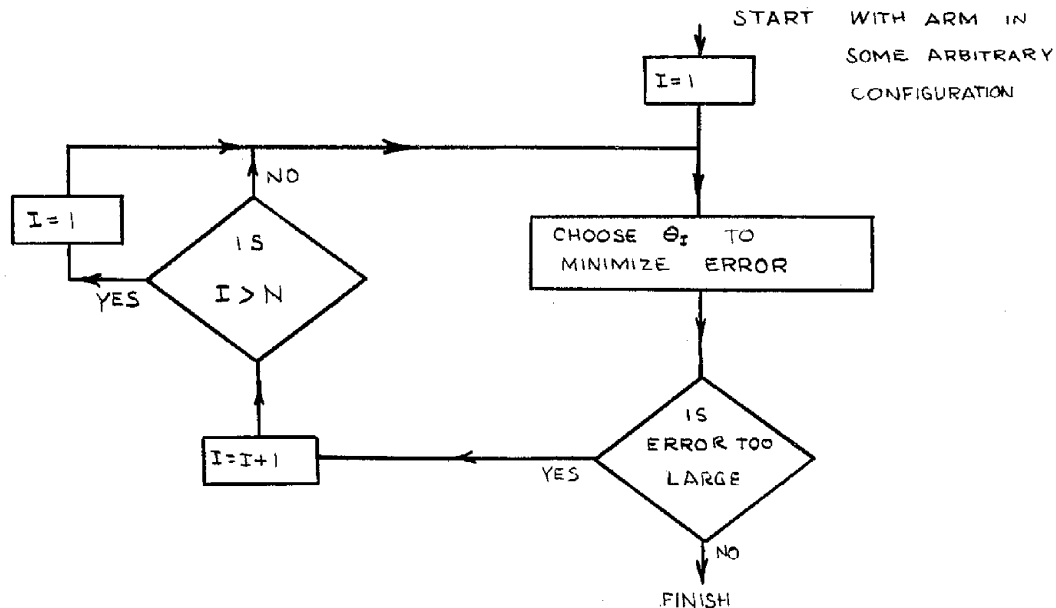 START WITH ARM IN
SOME ARBITRARY
CONFIGURATION
I=1
NO
I=1
IS
I>N
YES
CHOOSE θI TO
MINIMIZE ERROR
I=I+1
YES
IS
ERROR TOO
LARGE
NO
FINISH